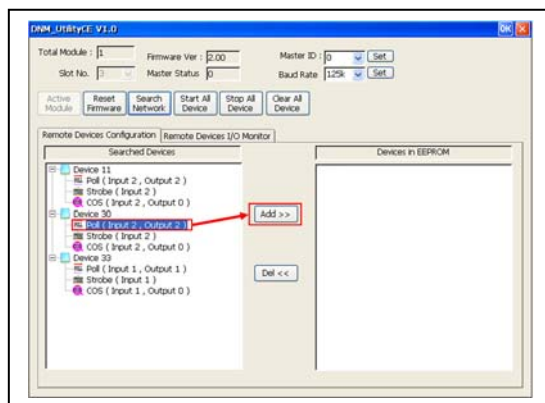 DNM_UtilityCE V1.0 OK
Total Module : 1 Firmware Ver : 2.00 Master ID : 0 Set
Slot No. 3 Master Status 0 Baud Rate 125k Set
Active Module Reset Firmware Search Network Start All Device Stop All Device Clear All Device
Remote Devices Configuration Remote Devices I/O Monitor
Searched Devices Devices in EEPROM
Device 11
Poll ( Input 2 , Output 2 )
Strobe ( Input 2 )
COS ( Input 2 , Output 0 )
Device 30
Poll ( Input 2 , Output 2 )
Strobe ( Input 2 )
COS ( Input 2 , Output 0 )
Device 33
Poll ( Input 1 , Output 1 )
Strobe ( Input 1 )
COS ( Input 1 , Output 0 )
Add >>
Del <<